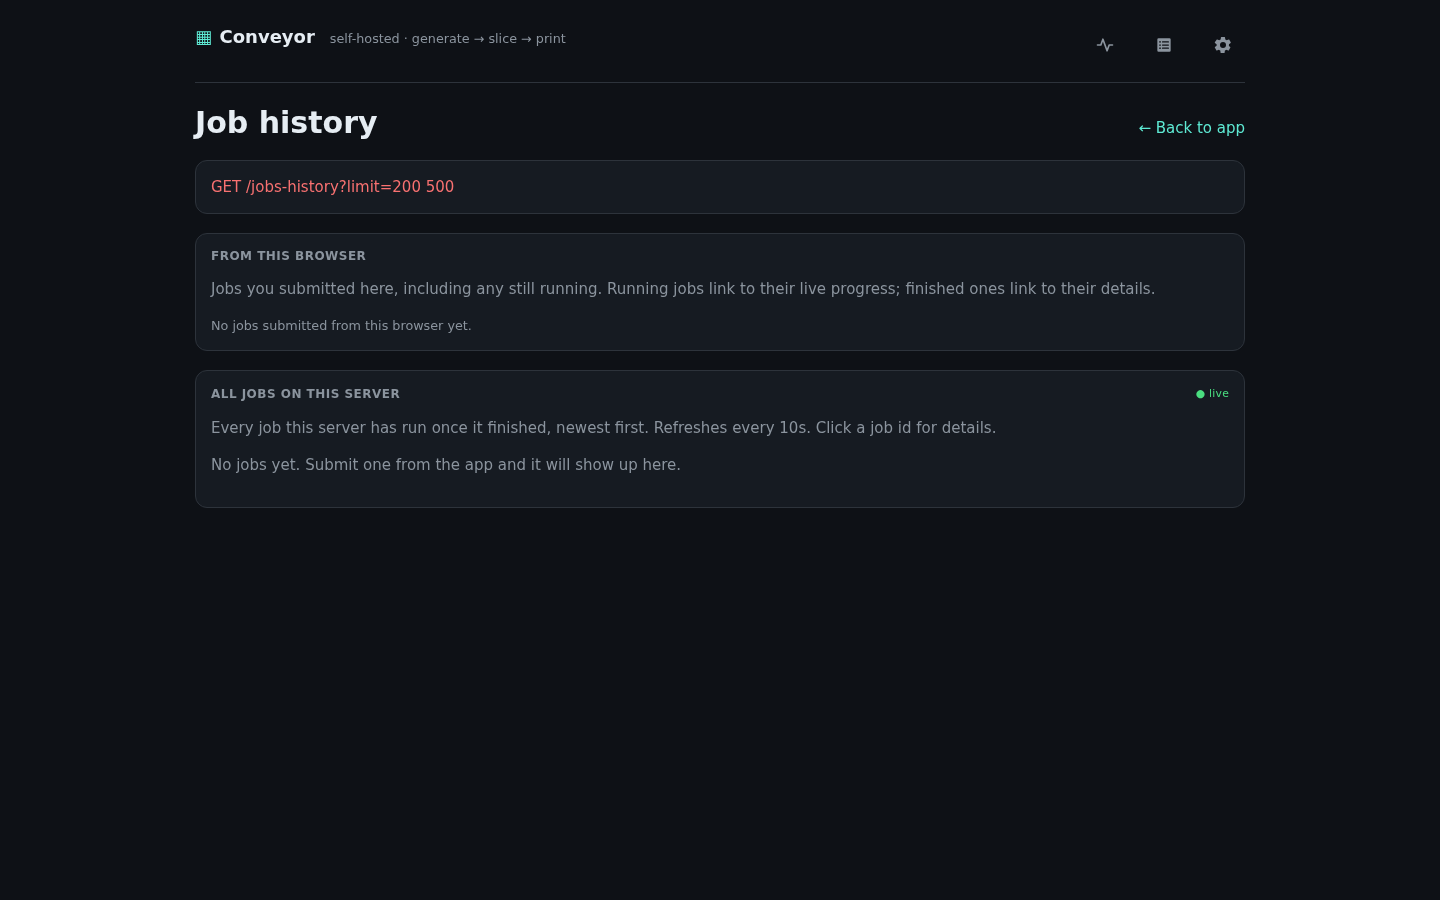 Conveyor self-hosted · generate → slice → print
Job history
← Back to app
GET /jobs-history?limit=200 500
FROM THIS BROWSER
Jobs you submitted here, including any still running. Running jobs link to their live progress; finished ones link to their details.
No jobs submitted from this browser yet.
ALL JOBS ON THIS SERVER
● live
Every job this server has run once it finished, newest first. Refreshes every 10s. Click a job id for details.
No jobs yet. Submit one from the app and it will show up here.